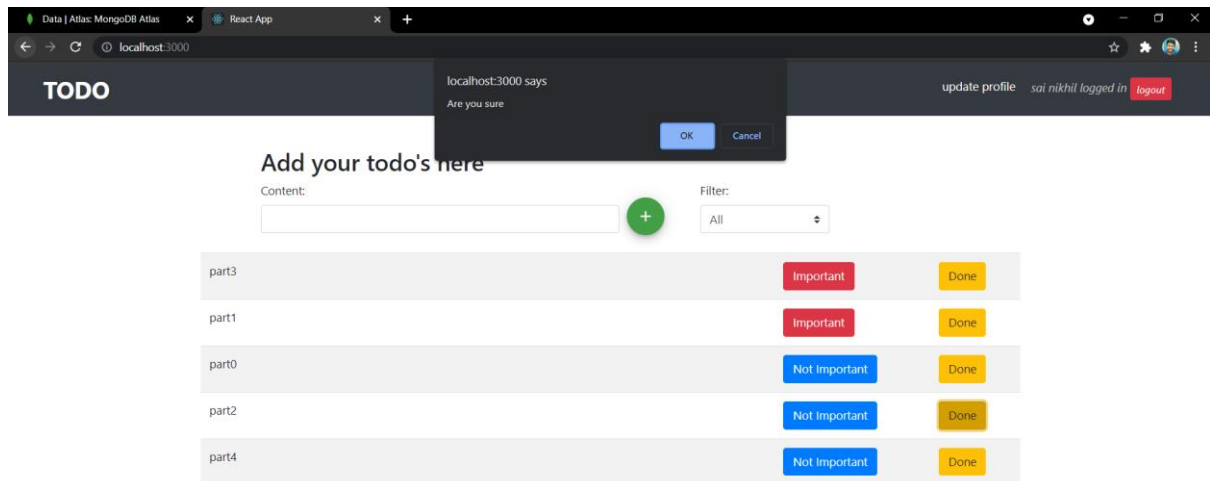 Data | Atlas: MongoDB Atlas
React App
localhost:3000
TODO
localhost:3000 says
Are you sure
OK Cancel
update profile sai nikhil logged in logout
Add your todo's here
Content:
Filter:
+
All
part3 Important Done
part1 Important Done
part0 Not Important Done
part2 Not Important Done
part4 Not Important Done